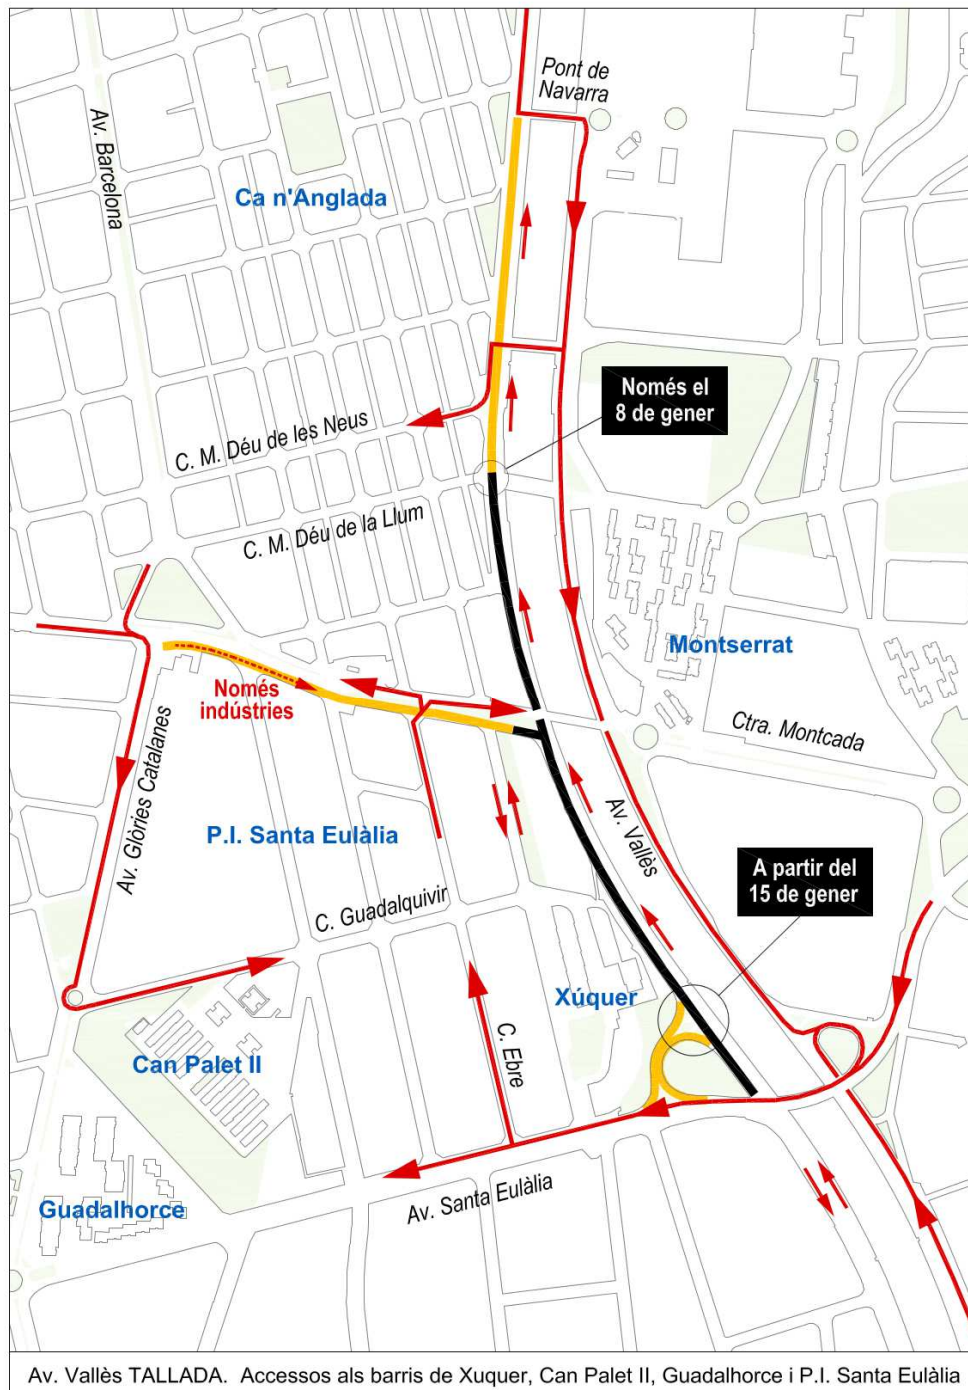 Pont de
Navarra
Av. Barcelona
Ca n'Anglada
Només el
8 de gener
C. M. Déu de les Neus
C. M. Déu de la Llum
Montserrat
Només
indústries
Ctra. Montcada
Av. Glòries Catalanes
P.I. Santa Eulàlia
Av. Vallès
A partir del
15 de gener
C. Guadalquivir
Xúquer
C. Ebre
Can Palet II
Guadalhorce
Av. Santa Eulàlia
Av. Vallès TALLADA. Accessos als barris de Xuquer, Can Palet II, Guadalhorce i P.I. Santa Eulàlia